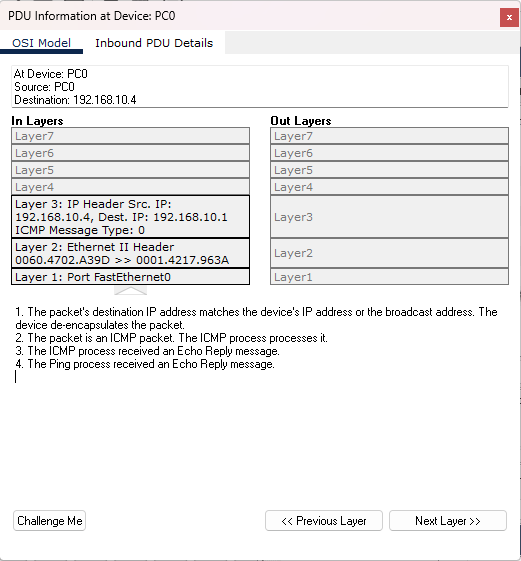 PDU Information at Device: PC0
x
OSI Model Inbound PDU Details
At Device: PC0
Source: PC0
Destination: 192.168.10.4
In Layers
Layer7
Layer6
Layer5
Layer4
Layer 3: IP Header Src. IP:
192.168.10.4, Dest. IP: 192.168.10.1
ICMP Message Type: 0
Layer 2: Ethernet II Header
0060.4702.A39D >> 0001.4217.963A
Layer 1: Port FastEthernet0
Out Layers
Layer7
Layer6
Layer5
Layer4
Layer3
Layer2
Layer1
1. The packet's destination IP address matches the device's IP address or the broadcast address. The
device de-encapsulates the packet.
2. The packet is an ICMP packet. The ICMP process processes it.
3. The ICMP process received an Echo Reply message.
4. The Ping process received an Echo Reply message.
Challenge Me
<< Previous Layer
Next Layer >>